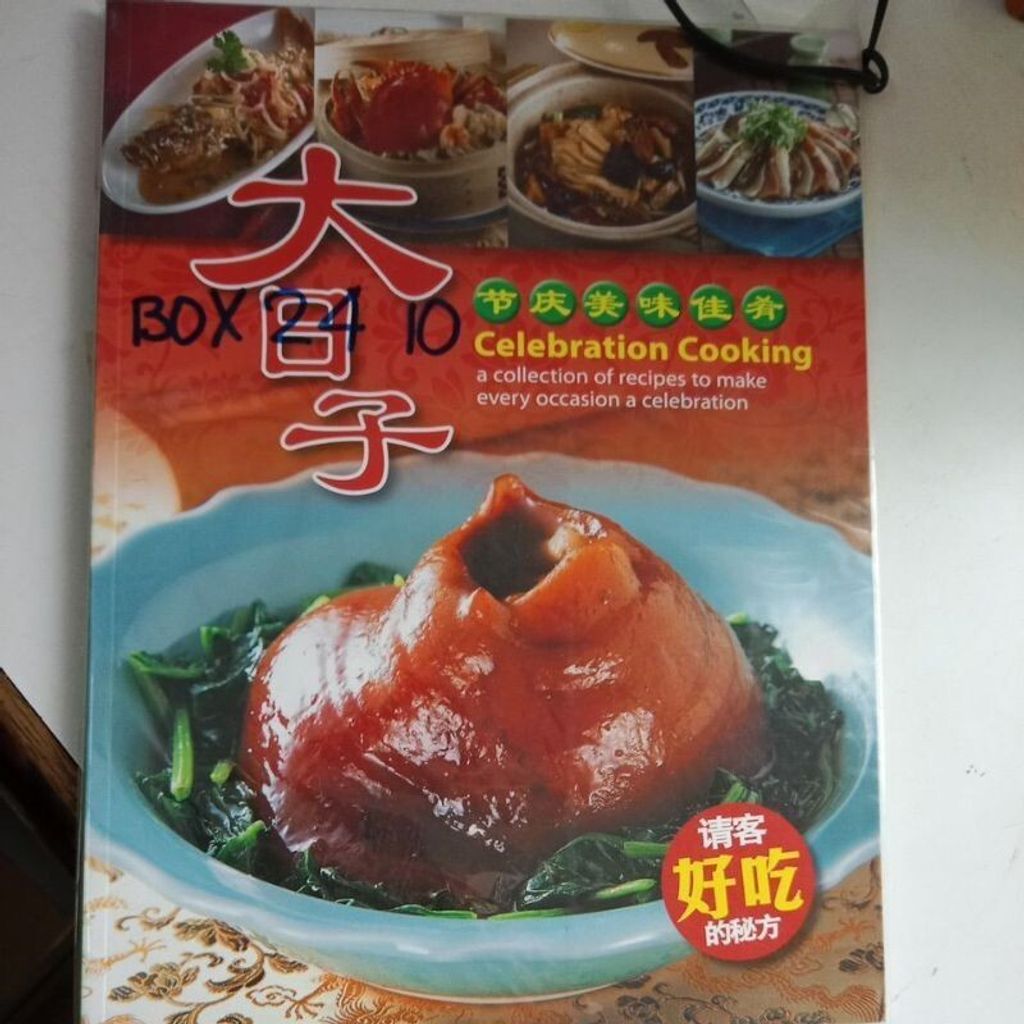 大日子
BOX 24 10
节庆美味佳肴
Celebration Cooking
a collection of recipes to make
every occasion a celebration
请客
好吃
的秘方